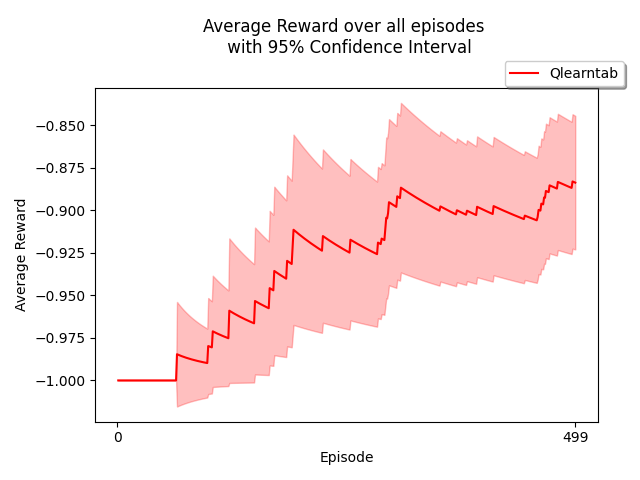 Average Reward over all episodes
with 95% Confidence Interval
Qlearntab
−0.850
−0.875
−0.900
−0.925
−0.950
−0.975
−1.000
Average Reward
0
499
Episode